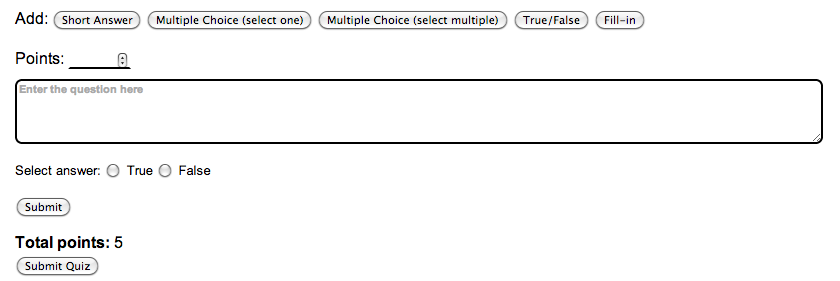 Add: Short Answer Multiple Choice (select one) Multiple Choice (select multiple) True/False Fill-in
Points:
Enter the question here
Select answer: True False
Submit
Total points: 5
Submit Quiz